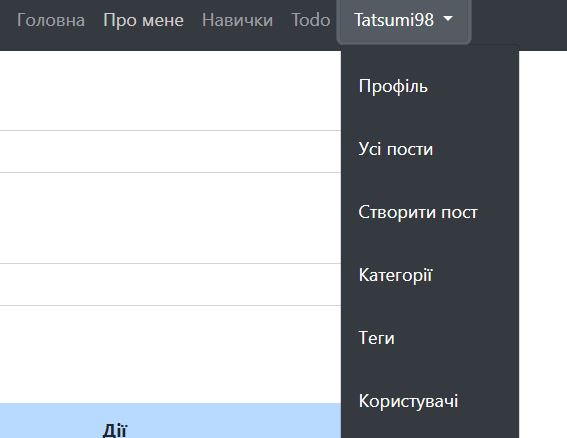 Головна Про мене Навички Todo Tatsumi98
Профіль
Усі пости
Створити пост
Категорії
Теги
Користувачі
Дії